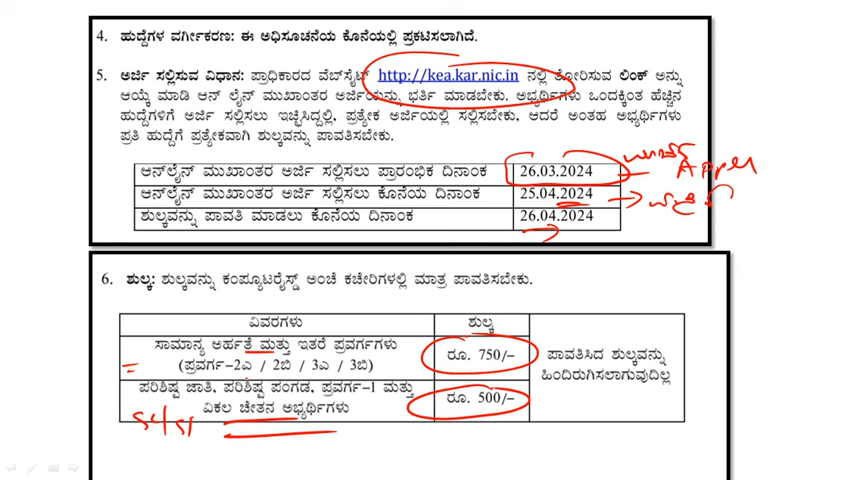 4. ಹುದ್ದೆಗಳ ವರ್ಗೀಕರಣ: ಈ ಅಧಿಸೂಚನೆಯ ಕೊನೆಯಲ್ಲಿ ಪ್ರಕಟಿಸಲಾಗಿದೆ.
5. ಅರ್ಜಿ ಸಲ್ಲಿಸುವ ವಿಧಾನ: ಪ್ರಾಧಿಕಾರದ ವೆಬ್‌ಸೈಟ್ http://kea.kar.nic.in ನಲ್ಲಿ ತೋರಿಸುವ ಲಿಂಕ್ ಅನ್ನು
ಆಯ್ಕೆ ಮಾಡಿ ಆನ್ ಲೈನ್ ಮುಖಾಂತರ ಅರ್ಜಿಯನ್ನು ಭರ್ತಿ ಮಾಡಬೇಕು. ಅಭ್ಯರ್ಥಿಗಳು ಒಂದಕ್ಕಿಂತ ಹೆಚ್ಚಿನ
ಹುದ್ದೆಗಳಿಗೆ ಅರ್ಜಿ ಸಲ್ಲಿಸಲು ಇಚ್ಛಿಸಿದ್ದಲ್ಲಿ, ಪ್ರತ್ಯೇಕ ಅರ್ಜಿಯಲ್ಲಿ ಸಲ್ಲಿಸಬೇಕು, ಆದರೆ ಅಂತಹ ಅಭ್ಯರ್ಥಿಗಳು
ಪ್ರತಿ ಹುದ್ದೆಗೆ ಪ್ರತ್ಯೇಕವಾಗಿ ಶುಲ್ಕವನ್ನು ಪಾವತಿಸಬೇಕು.
ಆನ್‌ಲೈನ್ ಮುಖಾಂತರ ಅರ್ಜಿ ಸಲ್ಲಿಸಲು ಪ್ರಾರಂಭಿಕ ದಿನಾಂಕ 26.03.2024
ಆನ್‌ಲೈನ್ ಮುಖಾಂತರ ಅರ್ಜಿ ಸಲ್ಲಿಸಲು ಕೊನೆಯ ದಿನಾಂಕ 25.04.2024
ಶುಲ್ಕವನ್ನು ಪಾವತಿ ಮಾಡಲು ಕೊನೆಯ ದಿನಾಂಕ 26.04.2024
6. ಶುಲ್ಕ: ಶುಲ್ಕವನ್ನು ಕಂಪ್ಯೂಟರೈಸ್ಡ್ ಅಂಚೆ ಕಚೇರಿಗಳಲ್ಲಿ ಮಾತ್ರ ಪಾವತಿಸಬೇಕು.
ವಿವರಗಳು ಶುಲ್ಕ
ಸಾಮಾನ್ಯ ಅರ್ಹತೆ ಮತ್ತು ಇತರೆ ಪ್ರವರ್ಗಗಳು
(ಪ್ರವರ್ಗ-2ಎ / 2ಬಿ / 3ಎ / 3ಬಿ)
ರೂ. 750/-
ಪರಿಶಿಷ್ಟ ಜಾತಿ, ಪರಿಶಿಷ್ಟ ಪಂಗಡ, ಪ್ರವರ್ಗ-1 ಮತ್ತು
ವಿಕಲ ಚೇತನ ಅಭ್ಯರ್ಥಿಗಳು
ರೂ. 500/-
ಪಾವತಿಸಿದ ಶುಲ್ಕವನ್ನು
ಹಿಂದಿರುಗಿಸಲಾಗುವುದಿಲ್ಲ
SC/ST